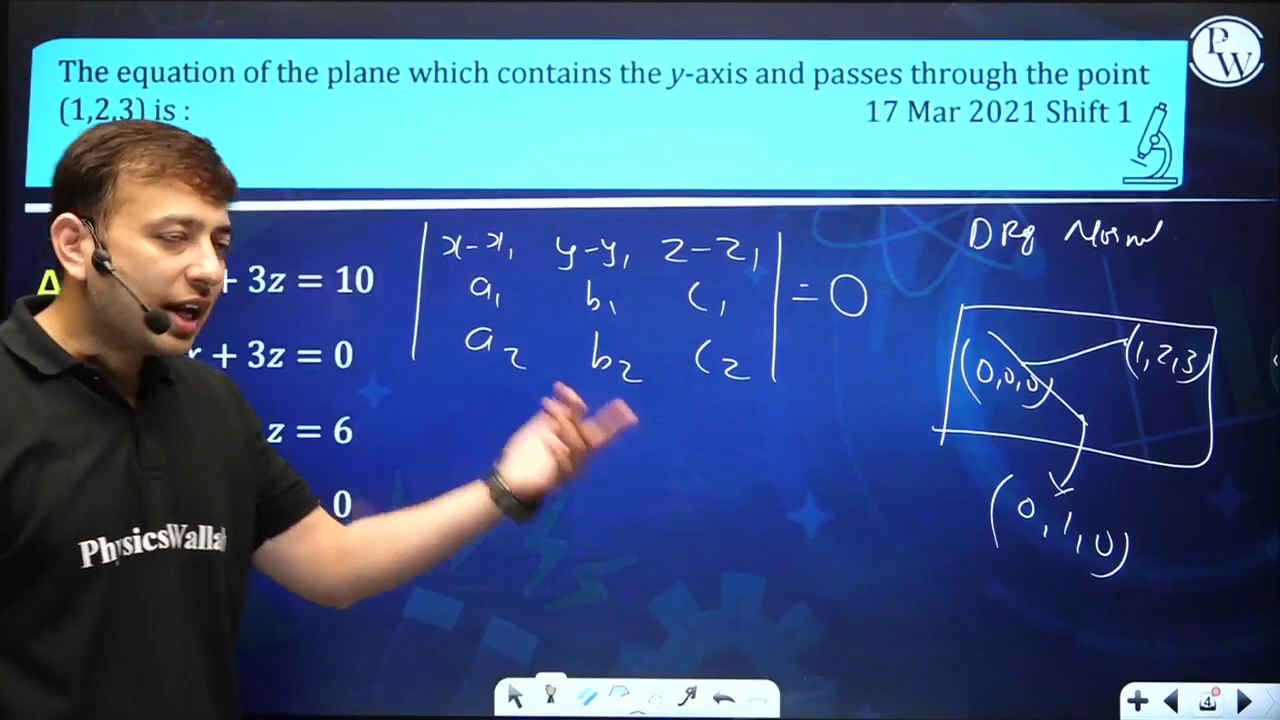 The equation of the plane which contains the y-axis and passes through the point
(1,2,3) is :
17 Mar 2021 Shift 1
PW
+ 3z = 10
+ 3z = 0
z = 6
0
| x-x₁ y-y₁ z-z₁ |
| a₁ b₁ c₁ | = 0
| a₂ b₂ c₂ |
DRs
(0,0,0)
(1,2,3)
(0,1,0)
PhysicsWallah
4